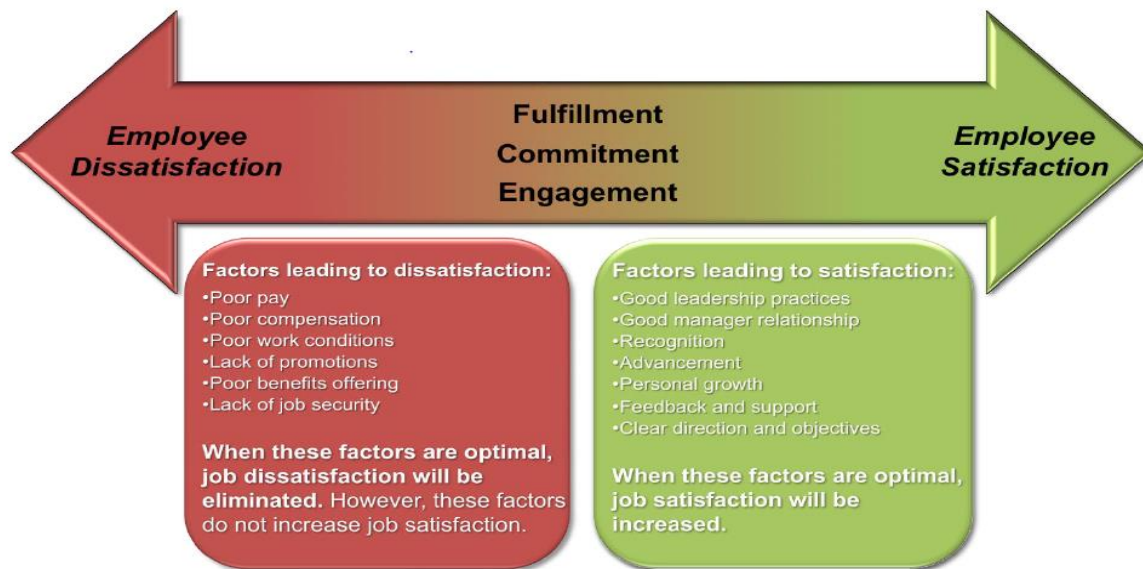 Employee
Dissatisfaction
Fulfillment
Commitment
Engagement
Employee
Satisfaction
Factors leading to dissatisfaction:
•Poor pay
•Poor compensation
•Poor work conditions
•Lack of promotions
•Poor benefits offering
•Lack of job security
When these factors are optimal,
job dissatisfaction will be
eliminated. However, these factors
do not increase job satisfaction.
Factors leading to satisfaction:
•Good leadership practices
•Good manager relationship
•Recognition
•Advancement
•Personal growth
•Feedback and support
•Clear direction and objectives
When these factors are optimal,
job satisfaction will be
increased.